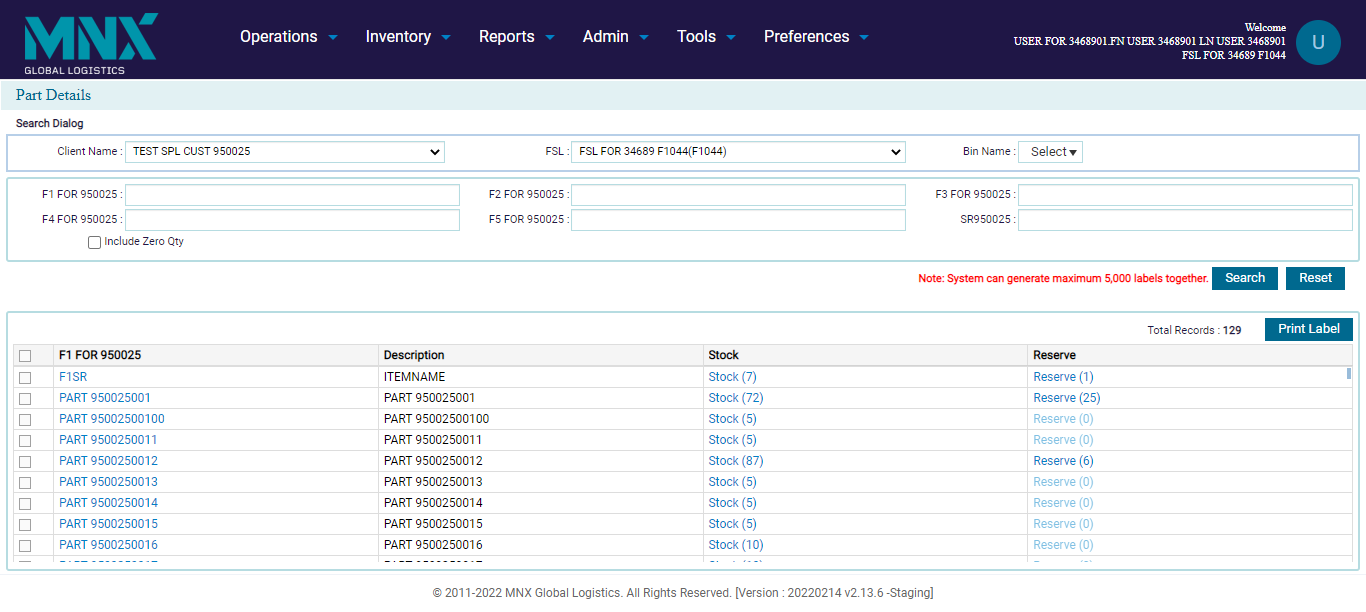 MNX
GLOBAL LOGISTICS
Operations Inventory Reports Admin Tools Preferences
Welcome
USER FOR 3468901.FN USER 3468901 LN USER 3468901
FSL FOR 34689 F1044
U
Part Details
Search Dialog
Client Name : TEST SPL CUST 950025 FSL : FSL FOR 34689 F1044(F1044) Bin Name : Select
F1 FOR 950025 : F2 FOR 950025 : F3 FOR 950025 :
F4 FOR 950025 : F5 FOR 950025 : SR950025 :
Include Zero Qty
Note: System can generate maximum 5,000 labels together. Search Reset
Total Records : 129 Print Label
F1 FOR 950025 Description Stock Reserve
F1SR ITEMNAME Stock (7) Reserve (1)
PART 950025001 PART 950025001 Stock (72) Reserve (25)
PART 95002500100 PART 95002500100 Stock (5) Reserve (0)
PART 9500250011 PART 9500250011 Stock (5) Reserve (0)
PART 9500250012 PART 9500250012 Stock (87) Reserve (6)
PART 9500250013 PART 9500250013 Stock (5) Reserve (0)
PART 9500250014 PART 9500250014 Stock (5) Reserve (0)
PART 9500250015 PART 9500250015 Stock (5) Reserve (0)
PART 9500250016 PART 9500250016 Stock (10) Reserve (0)
© 2011-2022 MNX Global Logistics. All Rights Reserved. [Version : 20220214 v2.13.6 -Staging]